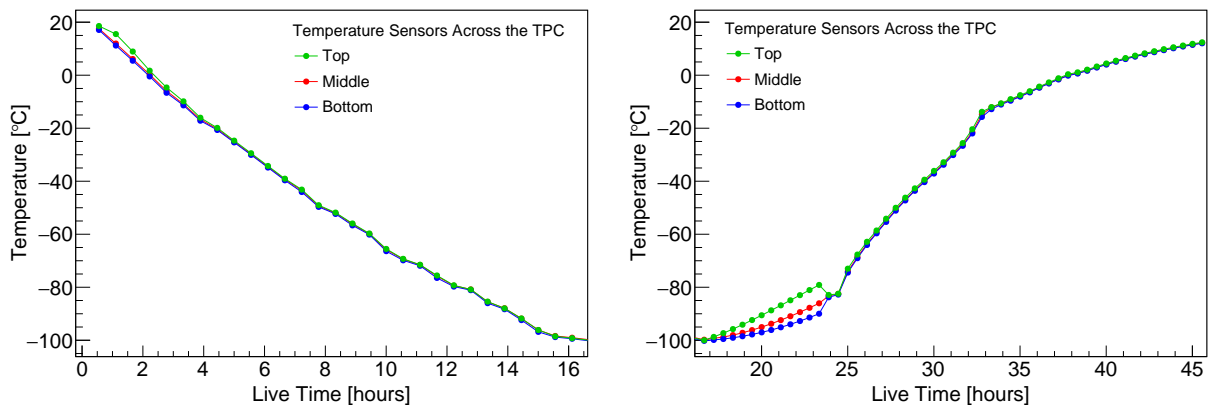 Temperature [°C]
20
0
−20
−40
−60
−80
−100
Temperature Sensors Across the TPC
Top
Middle
Bottom
0 2 4 6 8 10 12 14 16
Live Time [hours]
Temperature [°C]
20
0
−20
−40
−60
−80
−100
Temperature Sensors Across the TPC
Top
Middle
Bottom
20 25 30 35 40 45
Live Time [hours]